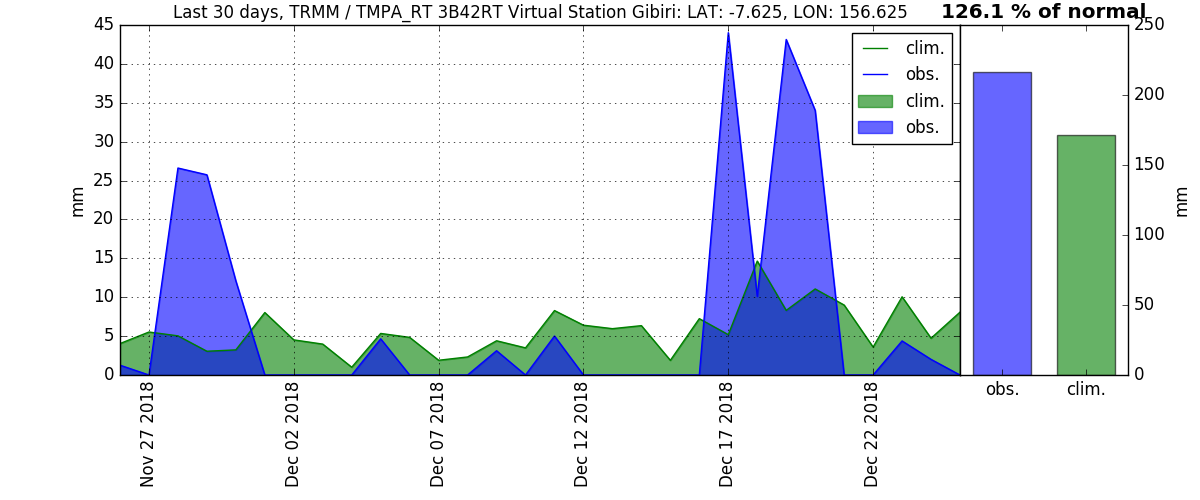 Last 30 days, TRMM / TMPA_RT 3B42RT Virtual Station Gibiri: LAT: -7.625, LON: 156.625
126.1 % of normal
45
40
35
30
25
20
15
10
5
0
mm
clim.
obs.
clim.
obs.
250
200
150
100
50
0
mm
Nov 27 2018
Dec 02 2018
Dec 07 2018
Dec 12 2018
Dec 17 2018
Dec 22 2018
obs.
clim.